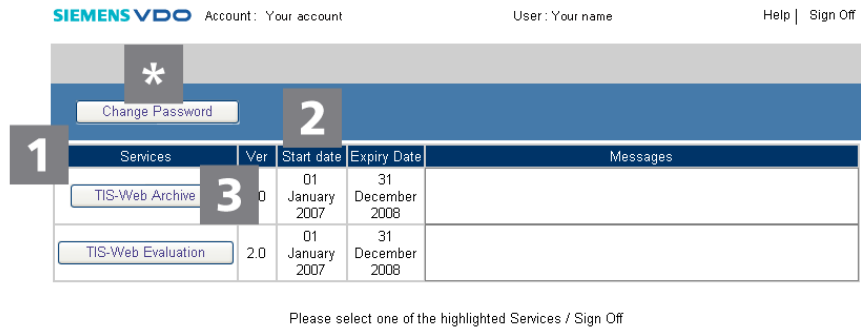 SIEMENS VDO Account: Your account User: Your name Help | Sign Off
*
Change Password
2
1
Services Ver Start date Expiry Date Messages
TIS-Web Archive 3 0 01 January 2007 31 December 2008
TIS-Web Evaluation 2.0 01 January 2007 31 December 2008
Please select one of the highlighted Services / Sign Off